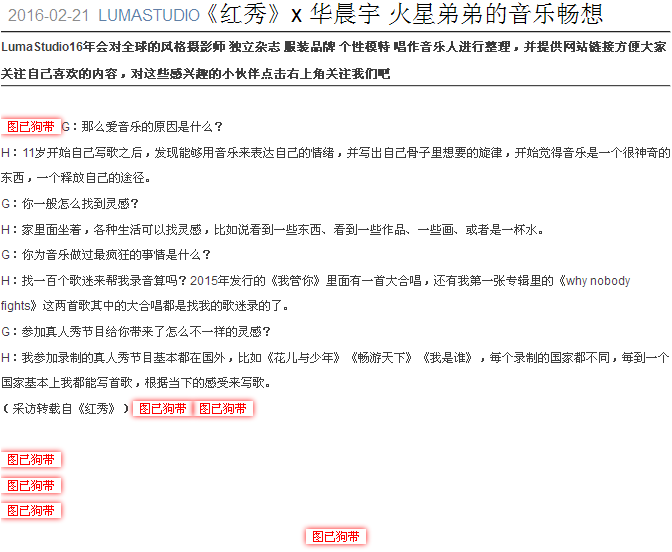 2016-02-21 LUMASTUDIO《红秀》x 华晨宇 火星弟弟的音乐畅想
LumaStudio16年会对全球的风格摄影师 独立杂志 服装品牌 个性模特 唱作音乐人进行整理，并提供网站链接方便大家
关注自己喜欢的内容，对这些感兴趣的小伙伴点击右上角关注我们吧
图已狗带G：那么爱音乐的原因是什么？
H：11岁开始自己写歌之后，发现能够用音乐来表达自己的情绪，并写出自己骨子里想要的旋律，开始觉得音乐是一个很神奇的
东西，一个释放自己的途径。
G：你一般怎么找到灵感？
H：家里面坐着，各种生活可以找灵感，比如说看到一些东西、看到一些作品、一些画、或者是一杯水。
G：你为音乐做过最疯狂的事情是什么？
H：找一百个歌迷来帮我录音算吗？2015年发行的《我管你》里面有一首大合唱，还有我第一张专辑里的《why nobody
fights》这两首歌其中的大合唱都是找我的歌迷录的了。
G：参加真人秀节目给你带来了怎么不一样的灵感？
H：我参加录制的真人秀节目基本都在国外，比如《花儿与少年》《畅游天下》《我是谁》，每个录制的国家都不同，每到一个
国家基本上我都能写首歌，根据当下的感受来写歌。
（采访转载自《红秀》）图已狗带图已狗带
图已狗带
图已狗带
图已狗带
图已狗带